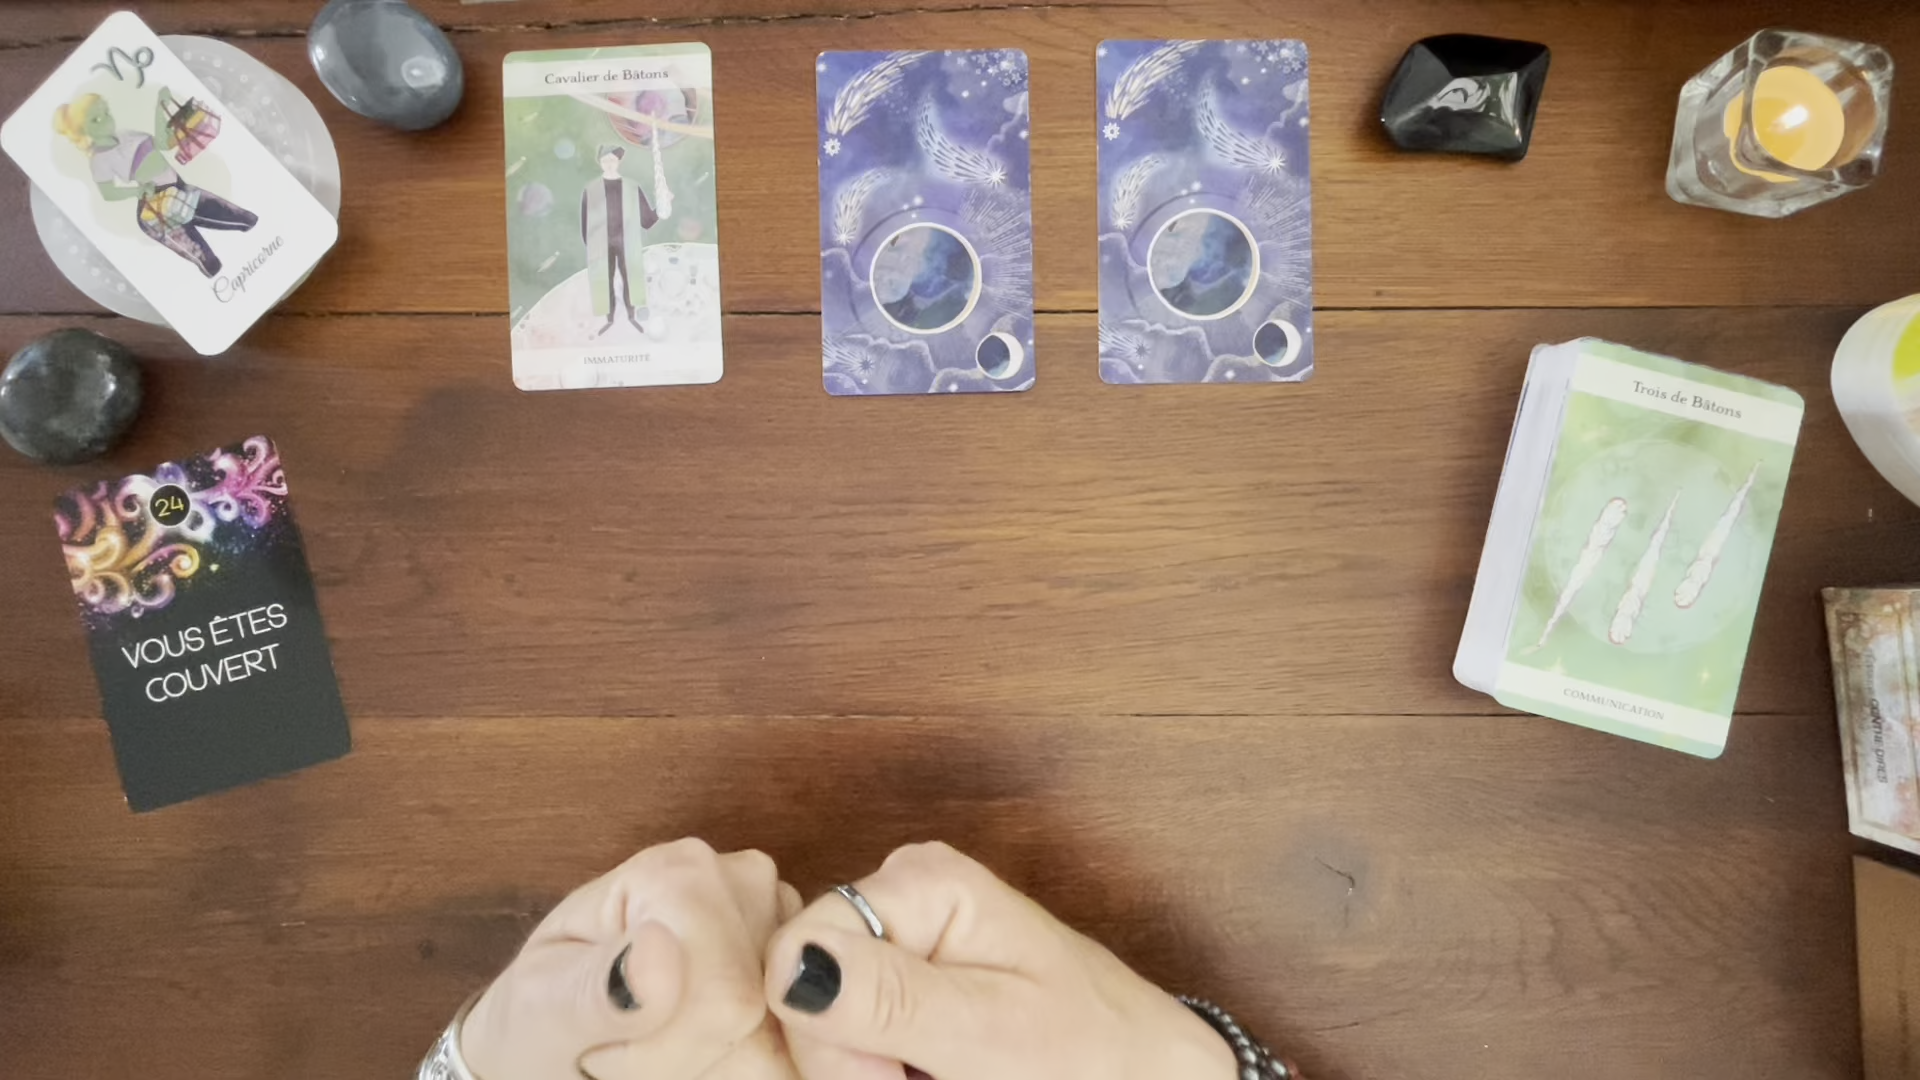 Capricorne
Cavalier de Bâtons
IMMATURITÉ
24
VOUS ÊTES
COUVERT
Trois de Bâtons
COMMUNICATION